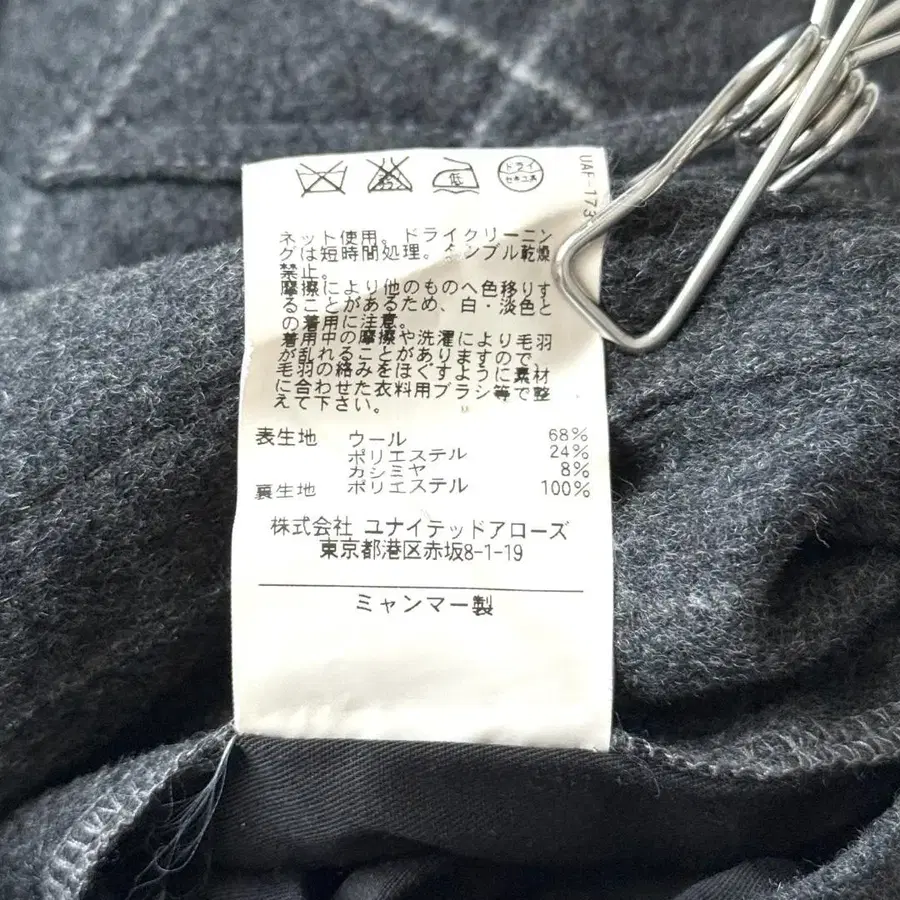 低
ドライ
セキユ系
UAF-173
ネット使用。ドライクリーニン
グは短時間処理。タンブル乾燥
禁止。
摩擦により他のものへ色移りす
ることがあるため、白・淡色と
の着用に注意。
着用中の摩擦や洗濯により毛羽
が乱れることがありますので、
毛羽の絡みをほぐすように素材
に合わせた衣料用ブラシ等で整
えて下さい。
表生地 ウール 68%
ポリエステル 24%
カシミヤ 8%
裏生地 ポリエステル 100%
株式会社 ユナイテッドアローズ
東京都港区赤坂8-1-19
ミャンマー製